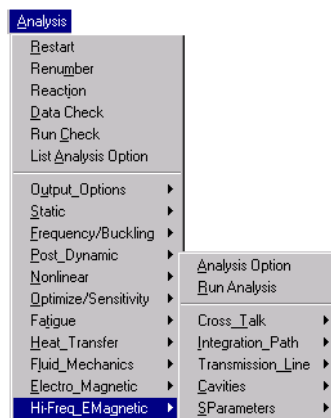 Analysis
Restart
Renumber
Reaction
Data Check
Run Check
List Analysis Option
Output_Options
Static
Frequency/Buckling
Post_Dynamic
Nonlinear
Optimize/Sensitivity
Fatigue
Heat_Transfer
Fluid_Mechanics
Electro_Magnetic
Hi-Freq_EMagnetic
Analysis Option
Run Analysis
Cross_Talk
Integration_Path
Transmission_Line
Cavities
SParameters